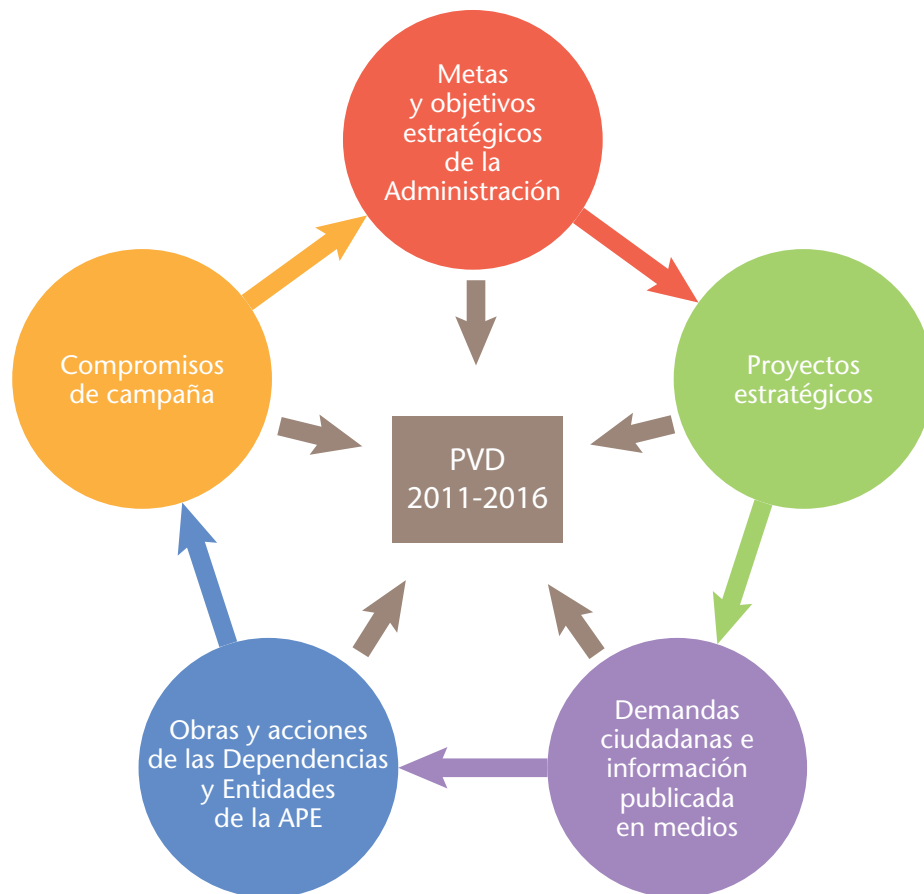 Metas
y objetivos
estratégicos
de la
Administración
Compromisos
de campaña
Proyectos
estratégicos
PVD
2011-2016
Obras y acciones
de las Dependencias
y Entidades
de la APE
Demandas
ciudadanas e
información
publicada
en medios